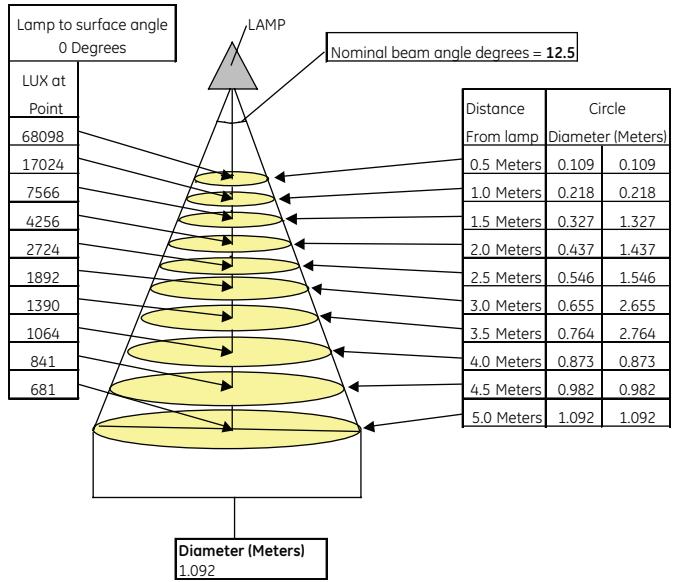 Lamp to surface angle
0 Degrees
LAMP
Nominal beam angle degrees = 12.5
LUX at
Point
68098
17024
7566
4256
2724
1892
1390
1064
841
681
Distance Circle
From lamp Diameter (Meters)
0.5 Meters 0.109 0.109
1.0 Meters 0.218 0.218
1.5 Meters 0.327 1.327
2.0 Meters 0.437 1.437
2.5 Meters 0.546 1.546
3.0 Meters 0.655 2.655
3.5 Meters 0.764 2.764
4.0 Meters 0.873 0.873
4.5 Meters 0.982 0.982
5.0 Meters 1.092 1.092
Diameter (Meters)
1.092